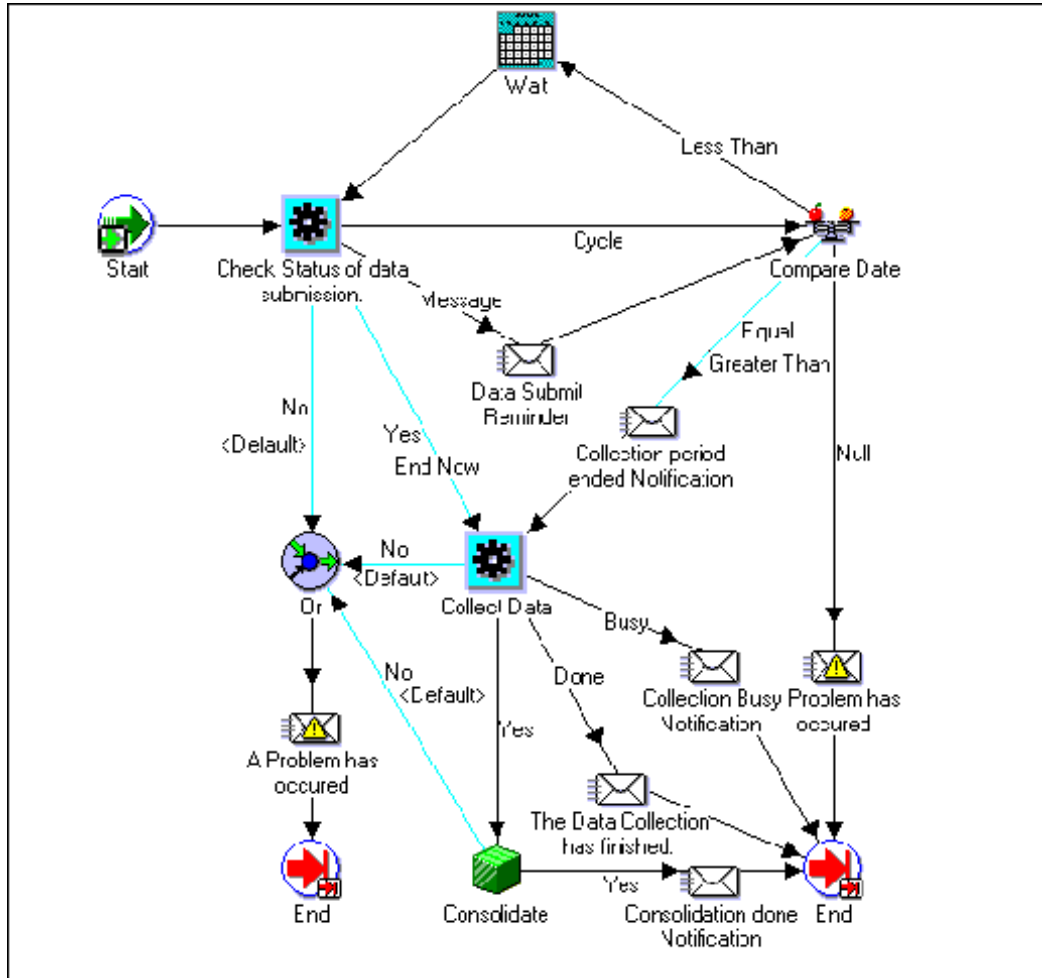 Wait
Less Than
Start
Check Status of data
submission.
Cycle
Compare Date
Message
Data Submit
Reminder
Equal
Greater Than
Collection period
ended Notification
Null
No
<Default>
Yes
End Now
Or
No
<Default>
Collect Data
Busy
Collection Busy
Notification
Problem has
occured
Done
No
<Default>
Yes
A Problem has
occured
The Data Collection
has finished.
End
Consolidate
Yes
Consolidation done
Notification
End